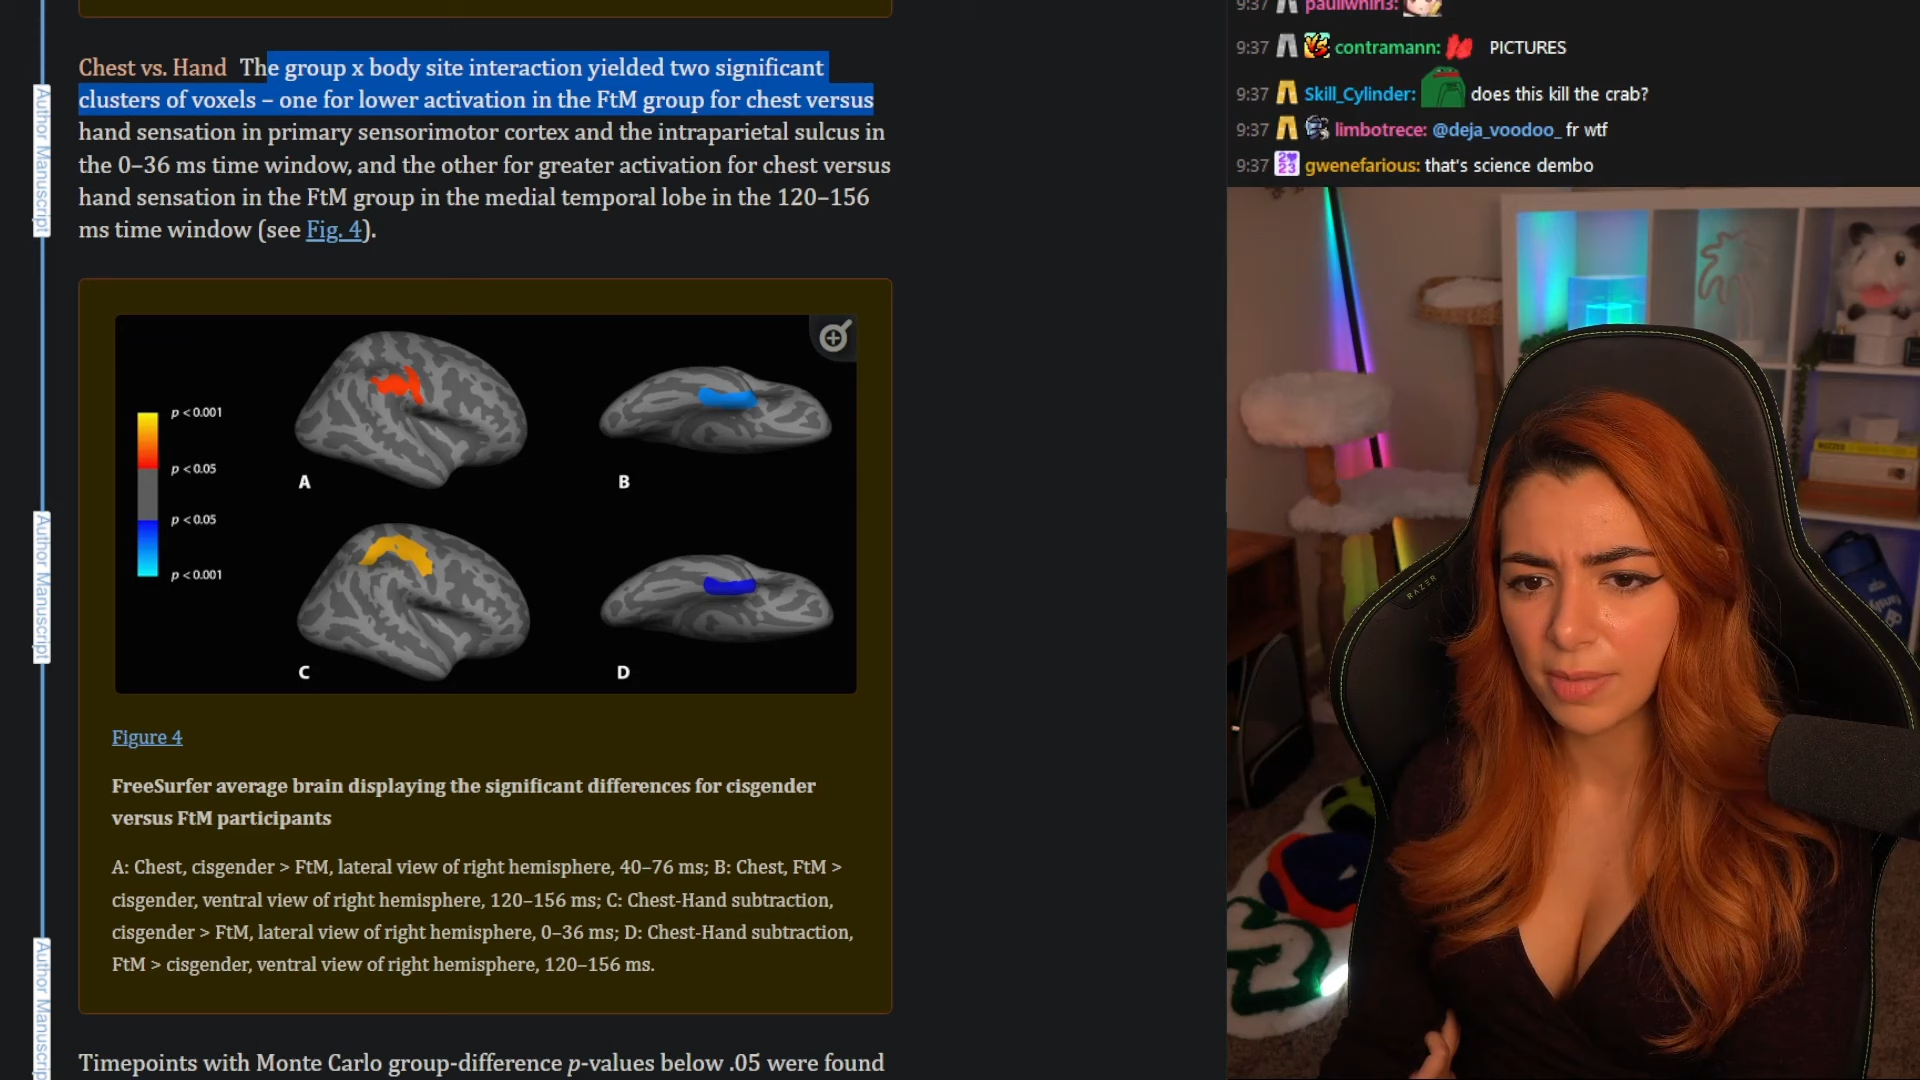 Chest vs. Hand The group x body site interaction yielded two significant
clusters of voxels – one for lower activation in the FtM group for chest versus
hand sensation in primary sensorimotor cortex and the intraparietal sulcus in
the 0–36 ms time window, and the other for greater activation for chest versus
hand sensation in the FtM group in the medial temporal lobe in the 120–156
ms time window (see Fig. 4).
Author Manuscript
Author Manuscript
Author Manuscript
p < 0.001
p < 0.05
p < 0.05
p < 0.001
A
B
C
D
Figure 4
FreeSurfer average brain displaying the significant differences for cisgender
versus FtM participants
A: Chest, cisgender > FtM, lateral view of right hemisphere, 40–76 ms; B: Chest, FtM >
cisgender, ventral view of right hemisphere, 120–156 ms; C: Chest-Hand subtraction,
cisgender > FtM, lateral view of right hemisphere, 0–36 ms; D: Chest-Hand subtraction,
FtM > cisgender, ventral view of right hemisphere, 120–156 ms.
Timepoints with Monte Carlo group-difference p-values below .05 were found
9:37 pauliwhirl3:
9:37 VS contramann: PICTURES
9:37 Skill_Cylinder: does this kill the crab?
9:37 limbotrece: @deja_voodoo_ fr wtf
9:37 gwenefarious: that's science dembo
RAZER